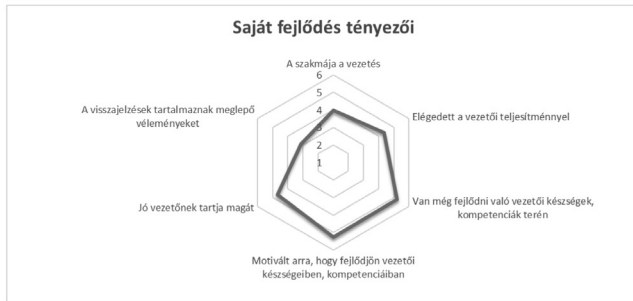 Saját fejlődés tényezői
A szakmája a vezetés
6
5
4
3
2
1
Elégedett a vezetői teljesítménnyel
Van még fejlődni való vezetői készségek,
kompetenciák terén
Motivált arra, hogy fejlődjön vezetői
készségeiben, kompetenciáiban
Jó vezetőnek tartja magát
A visszajelzések tartalmaznak meglepő
véleményeket